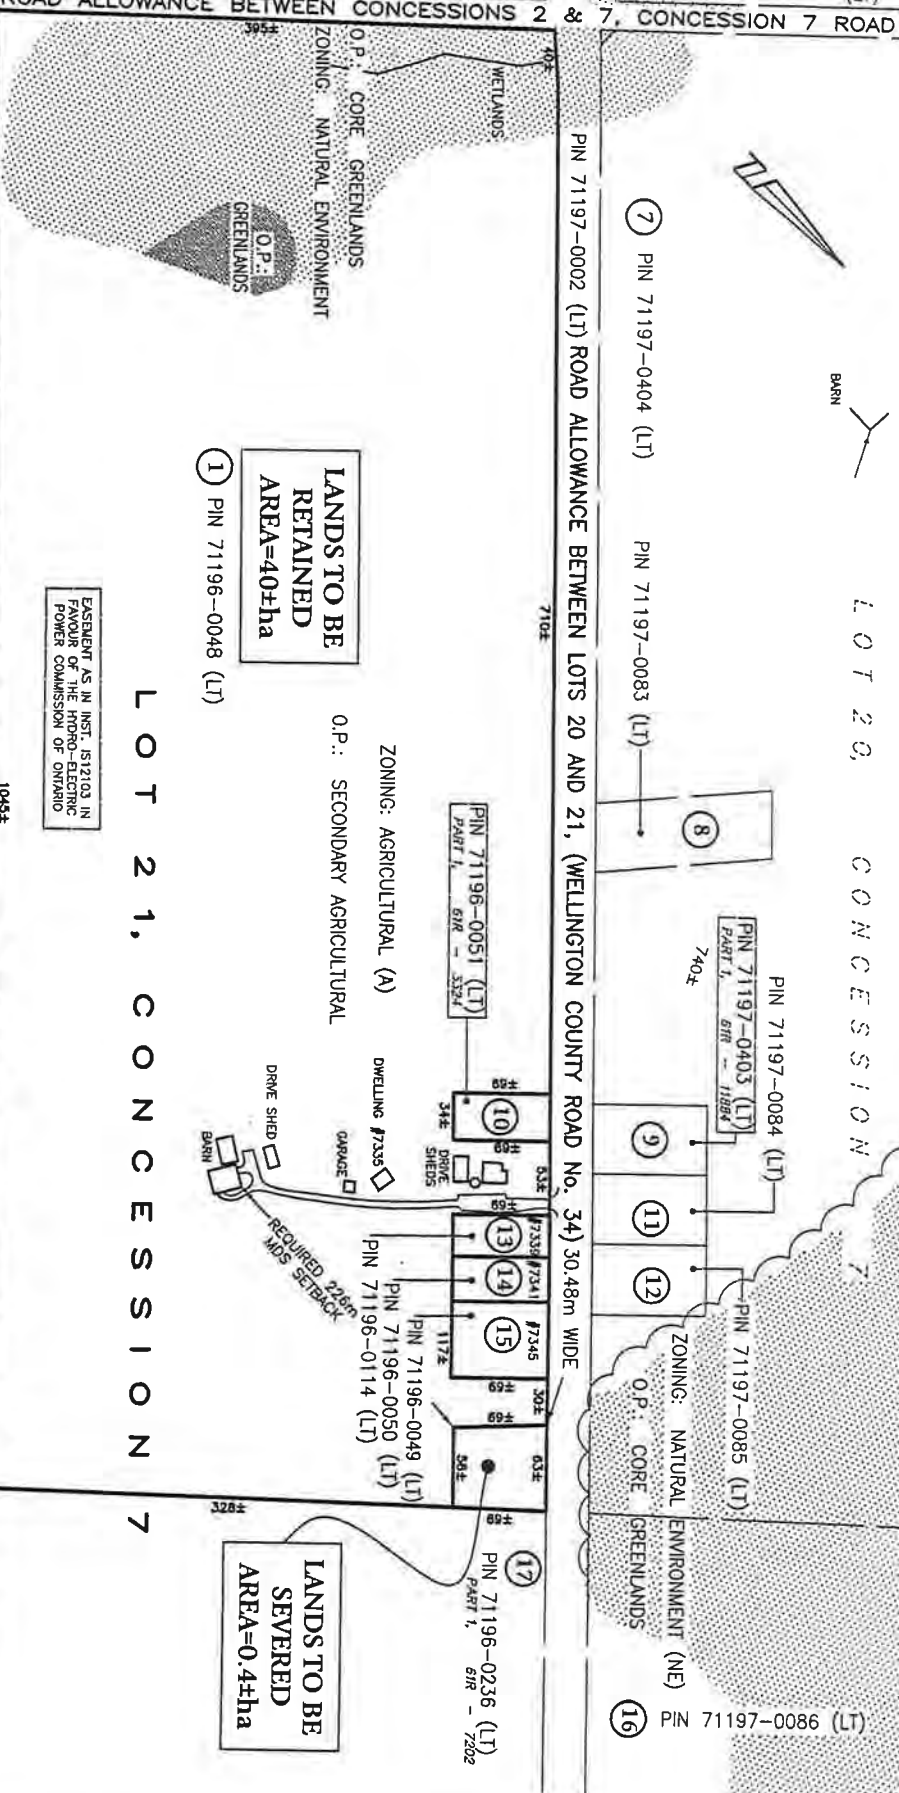 ROAD ALLOWANCE BETWEEN CONCESSIONS 2 & 7, CONCESSION 7 ROAD
395±
40±
O.P.: CORE GREENLANDS
ZONING: NATURAL ENVIRONMENT
WETLANDS
O.P.:
GREENLANDS
PIN 71197-0002 (LT) ROAD ALLOWANCE BETWEEN LOTS 20 AND 21, (WELLINGTON COUNTY ROAD No. 34) 30.48m WIDE
7 PIN 71197-0404 (LT)
BARN
LOT 20, CONCESSION 7
PIN 71197-0083 (LT)
8
740±
PIN 71197-0403 (LT)
PART 1, 61R - 11884
PIN 71197-0084 (LT)
9
11
12
PIN 71197-0085 (LT)
ZONING: NATURAL ENVIRONMENT (NE)
O.P.: CORE GREENLANDS
16 PIN 71197-0086 (LT)
710±
LANDS TO BE
RETAINED
AREA=40±ha
1 PIN 71196-0048 (LT)
EASEMENT AS IN INST. IS12103 IN
FAVOUR OF THE HYDRO-ELECTRIC
POWER COMMISSION OF ONTARIO
1045±
ZONING: AGRICULTURAL (A)
O.P.: SECONDARY AGRICULTURAL
PIN 71196-0051 (LT)
PART 1, 61R - 5324
69±
10
34±
69±
DRIVE
SHEDS
53±
DWELLING #7335
GARAGE
DRIVE SHED
BARN
REQUIRED 226m
MDS SETBACK
69±
13
#7339
14
#7341
15
#7345
117±
69±
30±
PIN 71196-0049 (LT)
PIN 71196-0050 (LT)
PIN 71196-0114 (LT)
69±
63±
56±
69±
328±
17
PIN 71196-0236 (LT)
PART 1, 61R - 7202
LANDS TO BE
SEVERED
AREA=0.4±ha
LOT 21, CONCESSION 7